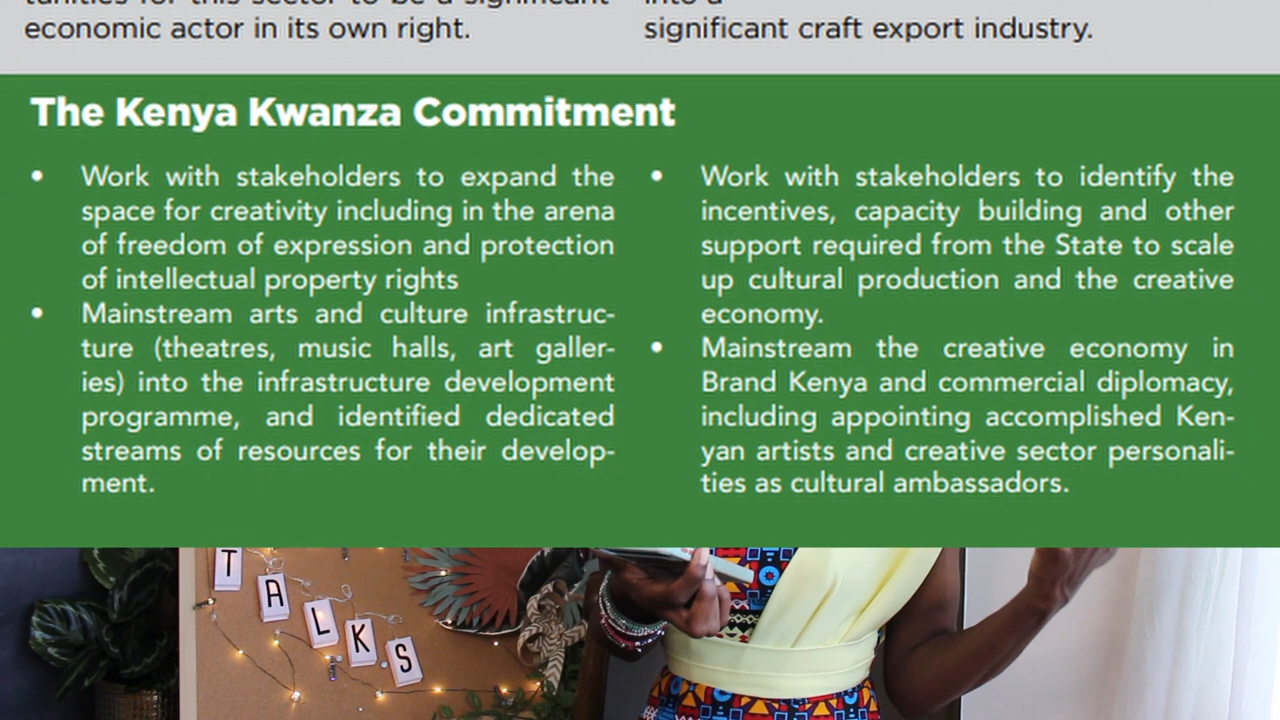 economic actor in its own right.
significant craft export industry.
The Kenya Kwanza Commitment
• Work with stakeholders to expand the
space for creativity including in the arena
of freedom of expression and protection
of intellectual property rights
• Mainstream arts and culture infrastruc-
ture (theatres, music halls, art galler-
ies) into the infrastructure development
programme, and identified dedicated
streams of resources for their develop-
ment.
• Work with stakeholders to identify the
incentives, capacity building and other
support required from the State to scale
up cultural production and the creative
economy.
• Mainstream the creative economy in
Brand Kenya and commercial diplomacy,
including appointing accomplished Ken-
yan artists and creative sector personali-
ties as cultural ambassadors.
TALKS